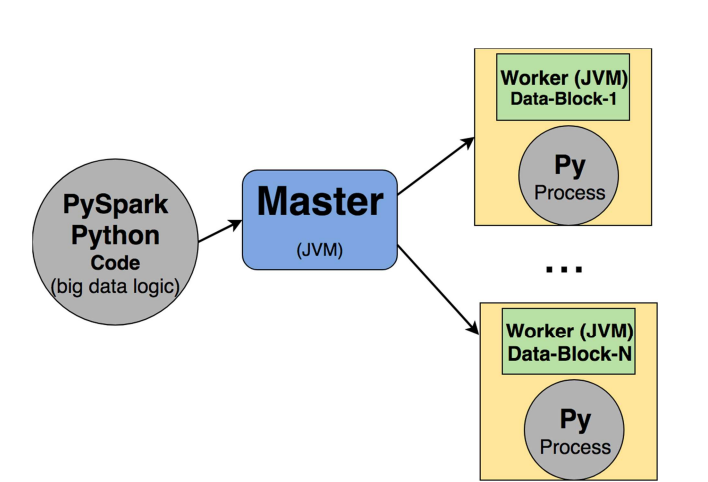 PySpark
Python
Code
(big data logic)
Master
(JVM)
Worker (JVM)
Data-Block-1
Py
Process
...
Worker (JVM)
Data-Block-N
Py
Process